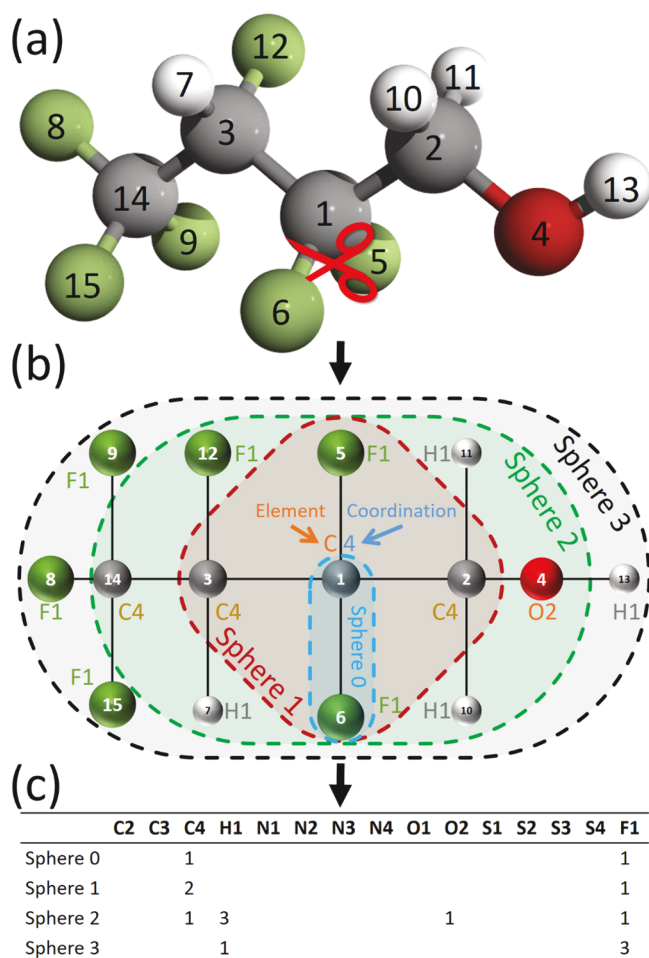 (a)
12
7
11
10
8
3
2
14
1
13
9
5
4
15
6
(b)
9 12 F1 5 F1 H1 11
F1
Element Coordination
C4
8 14 3 1 2 4 13
F1 C4 C4 C4 O2 H1
F1
15 7 H1 6 F1 H1 10
Sphere 0
Sphere 1
Sphere 2
Sphere 3
(c)
C2 C3 C4 H1 N1 N2 N3 N4 O1 O2 S1 S2 S3 S4 F1
Sphere 0 1 1
Sphere 1 2 1
Sphere 2 1 3 1 1
Sphere 3 1 3